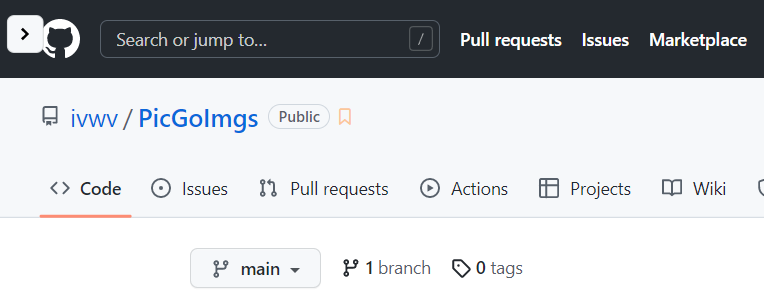 Search or jump to… / Pull requests Issues Marketplace
ivwv / PicGoImgs Public
Code Issues Pull requests Actions Projects Wiki
main 1 branch 0 tags